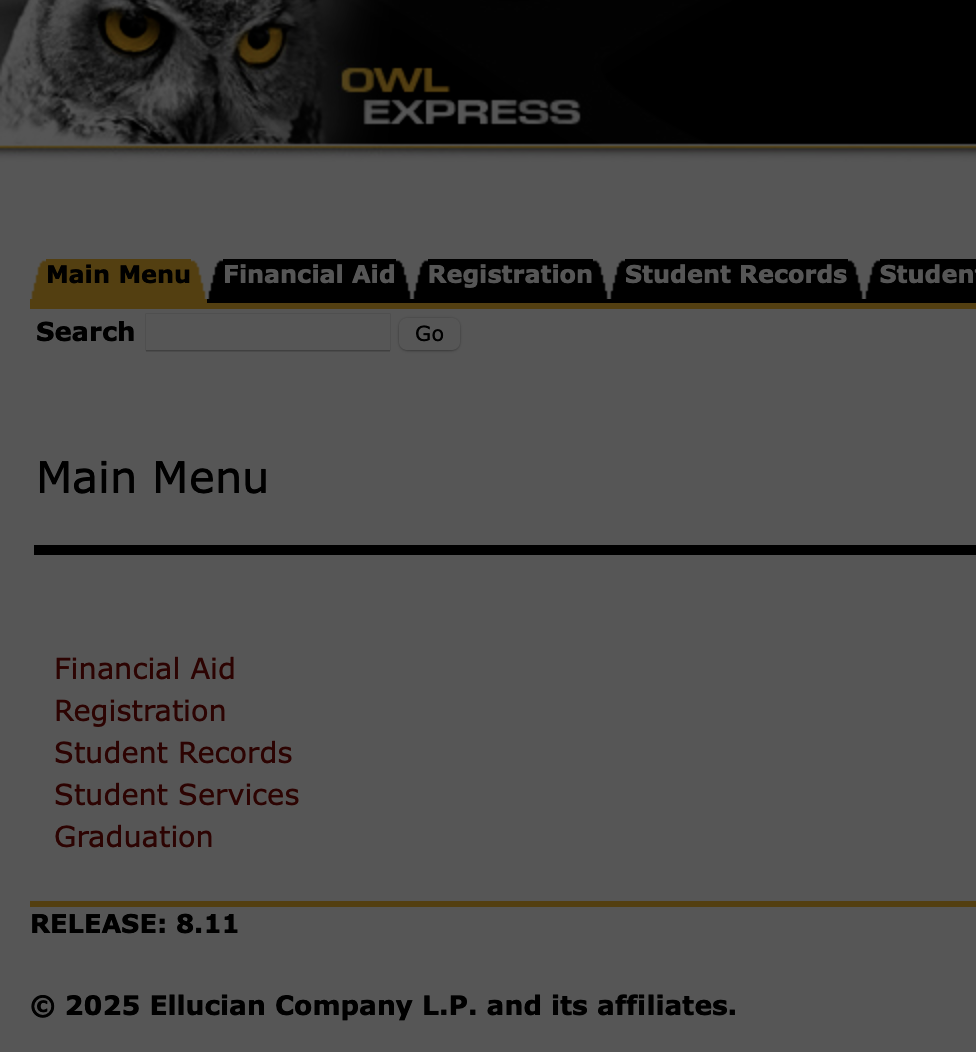 OWL
EXPRESS
Main Menu Financial Aid Registration Student Records Studen
Search Go
Main Menu
Financial Aid
Registration
Student Records
Student Services
Graduation
RELEASE: 8.11
© 2025 Ellucian Company L.P. and its affiliates.